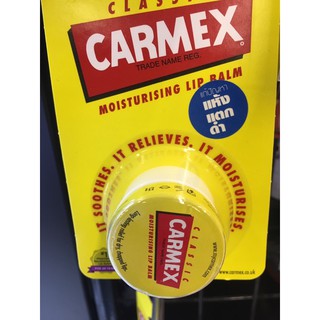 CLASSIC
CARMEX
TRADE NAME REG.
MOISTURISING LIP BALM
แก้ปัญหา
แห้ง
แตก
ดำ
IT SOOTHES. IT RELIEVES. IT MOISTURISES.
CLASSIC
CARMEX
MOISTURISING LIP BALM
www.carmex.co.uk